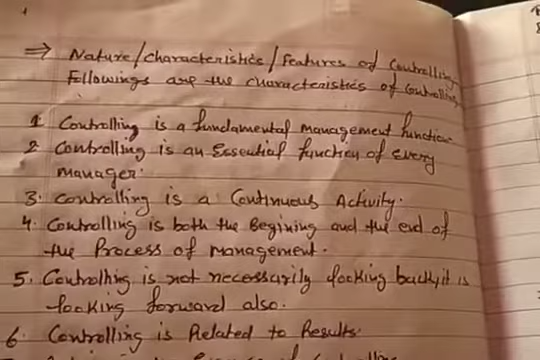 ⇒ Nature/characteristics/features of Controlling
Followings are the characteristics of Controlling
1 Controlling is a fundamental management function
2 Controlling is an Essential function of every
manager.
3. Controlling is a Continuous Activity.
4. Controlling is both the Begining and the end of
the Process of management.
5. Controlling is not necessarily looking back, it is
looking forward also.
6. Controlling is Related to Results.